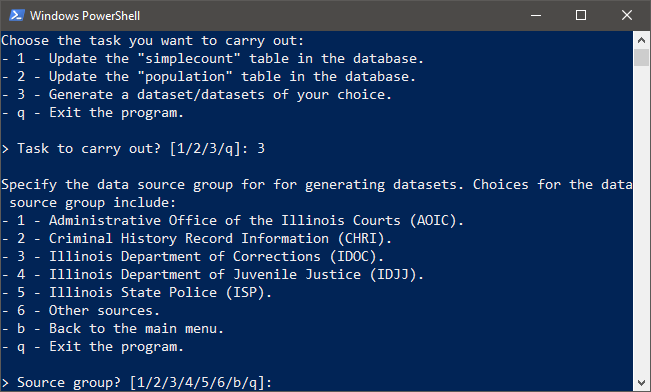 Windows PowerShell
Choose the task you want to carry out:
- 1 - Update the "simplecount" table in the database.
- 2 - Update the "population" table in the database.
- 3 - Generate a dataset/datasets of your choice.
- q - Exit the program.
> Task to carry out? [1/2/3/q]: 3
Specify the data source group for for generating datasets. Choices for the data
 source group include:
- 1 - Administrative Office of the Illinois Courts (AOIC).
- 2 - Criminal History Record Information (CHRI).
- 3 - Illinois Department of Corrections (IDOC).
- 4 - Illinois Department of Juvenile Justice (IDJJ).
- 5 - Illinois State Police (ISP).
- 6 - Other sources.
- b - Back to the main menu.
- q - Exit the program.
> Source group? [1/2/3/4/5/6/b/q]: